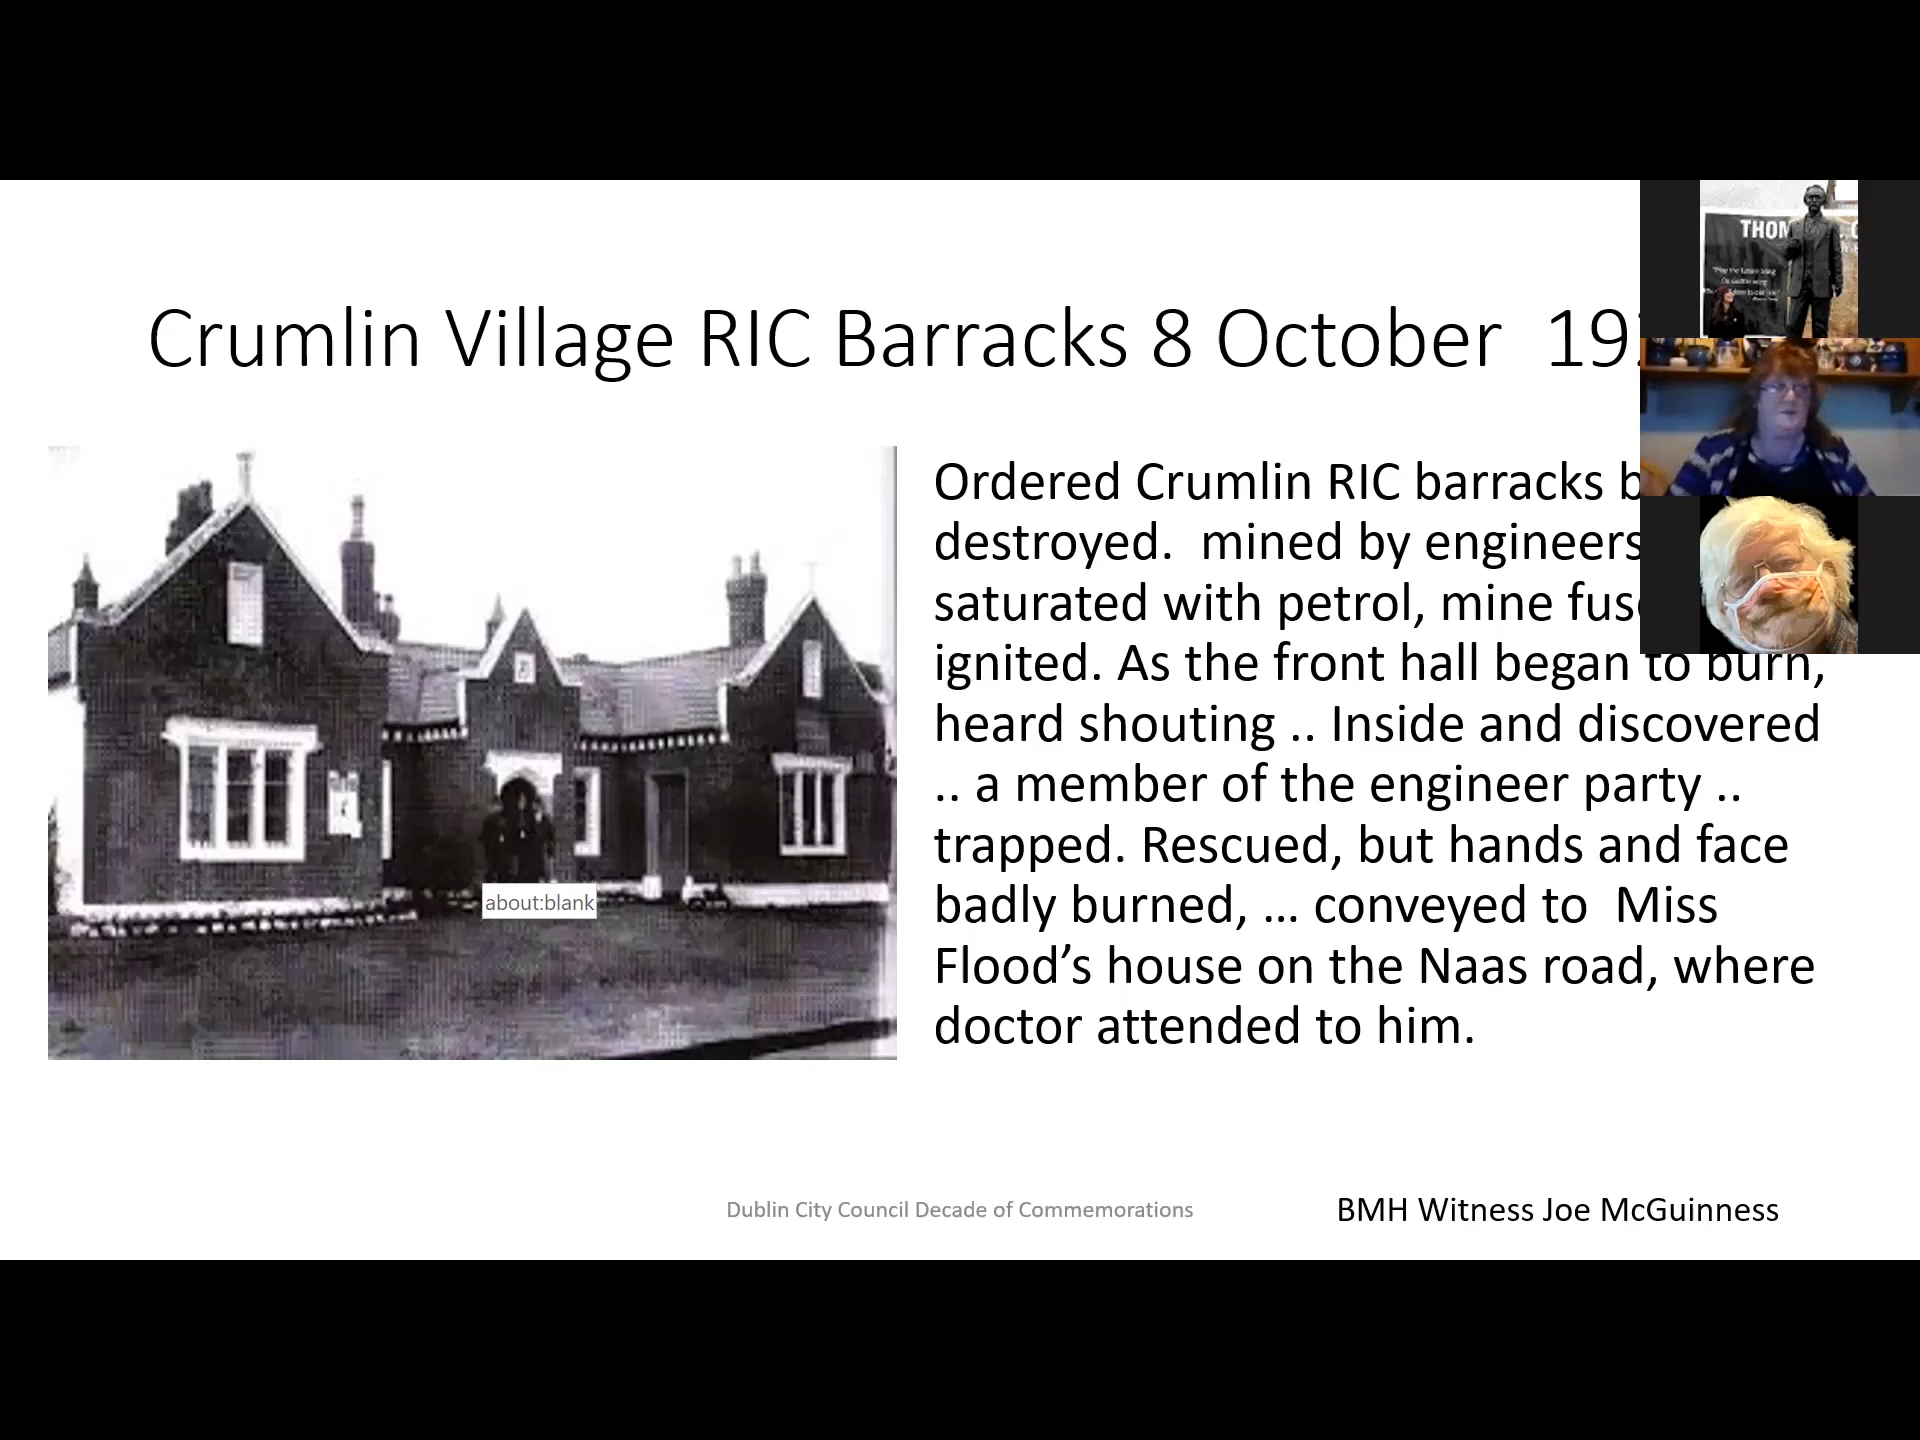 THOM
Crumlin Village RIC Barracks 8 October 19
Ordered Crumlin RIC barracks
destroyed. mined by engineers
saturated with petrol, mine
ignited. As the front hall began to burn,
heard shouting .. Inside and discovered
.. a member of the engineer party ..
trapped. Rescued, but hands and face
badly burned, ... conveyed to Miss
Flood’s house on the Naas road, where
doctor attended to him.
about:blank
Dublin City Council Decade of Commemorations
BMH Witness Joe McGuinness